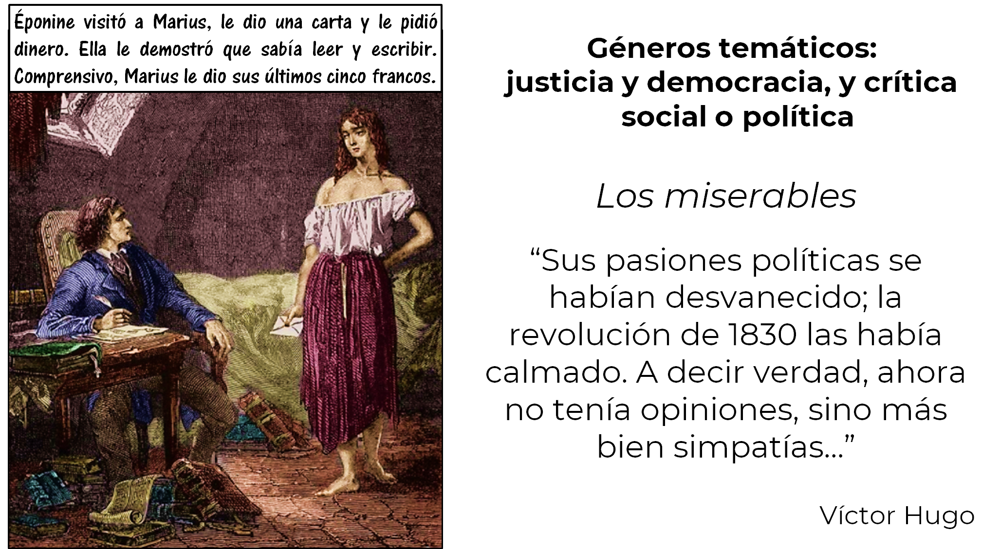 Éponine visitó a Marius, le dio una carta y le pidió
dinero. Ella le demostró que sabía leer y escribir.
Comprensivo, Marius le dio sus últimos cinco francos.
Géneros temáticos:
justicia y democracia, y crítica
social o política
Los miserables
“Sus pasiones políticas se
habían desvanecido; la
revolución de 1830 las había
calmado. A decir verdad, ahora
no tenía opiniones, sino más
bien simpatías...”
Víctor Hugo